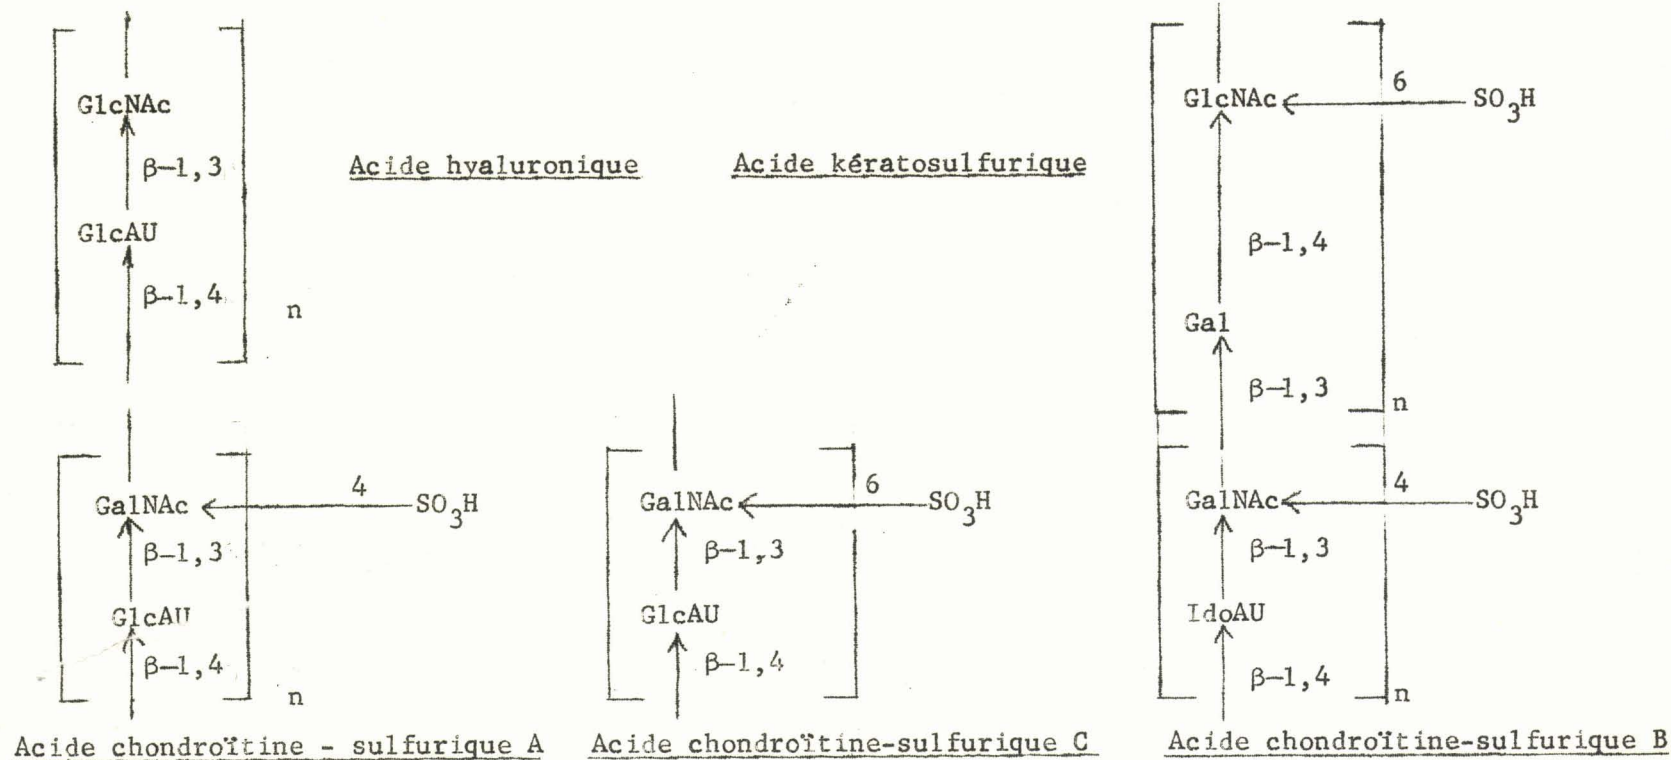 GlcNAc
β-1,3
GlcAU
β-1,4
n
Acide hyaluronique
Acide kératosulfurique
GlcNAc
6
SO3H
β-1,4
Gal
β-1,3
n
GalNAc
4
SO3H
β-1,3
GlcAU
β-1,4
n
Acide chondroïtine - sulfurique A
GalNAc
6
SO3H
β-1,3
GlcAU
β-1,4
Acide chondroïtine-sulfurique C
GalNAc
4
SO3H
β-1,3
IdoAU
β-1,4
n
Acide chondroïtine-sulfurique B